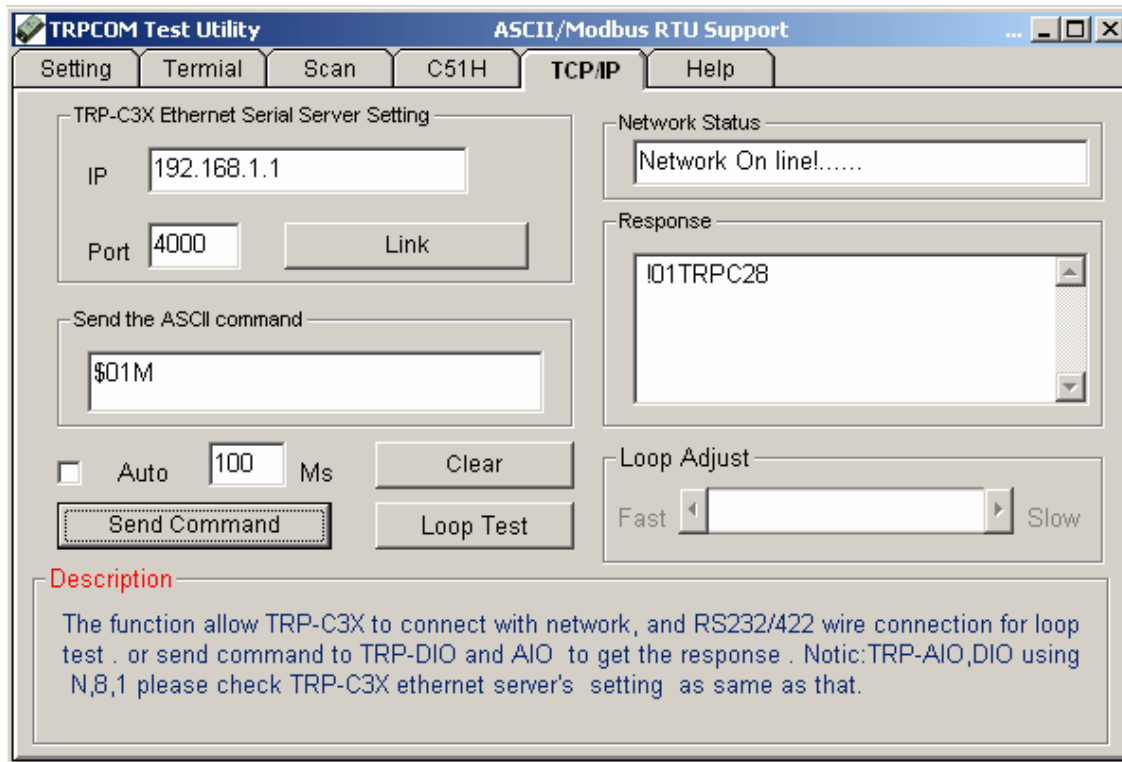 TRPCOM Test Utility ASCII/Modbus RTU Support ...
Setting Termial Scan C51H TCP/IP Help
TRP-C3X Ethernet Serial Server Setting
IP 192.168.1.1
Port 4000 Link
Send the ASCII command
$01M
Auto 100 Ms Clear
Send Command Loop Test
Network Status
Network On line!......
Response
!01TRPC28
Loop Adjust
Fast Slow
Description
The function allow TRP-C3X to connect with network, and RS232/422 wire connection for loop
test . or send command to TRP-DIO and AIO to get the response . Notic:TRP-AIO,DIO using
N,8,1 please check TRP-C3X ethernet server's setting as same as that.